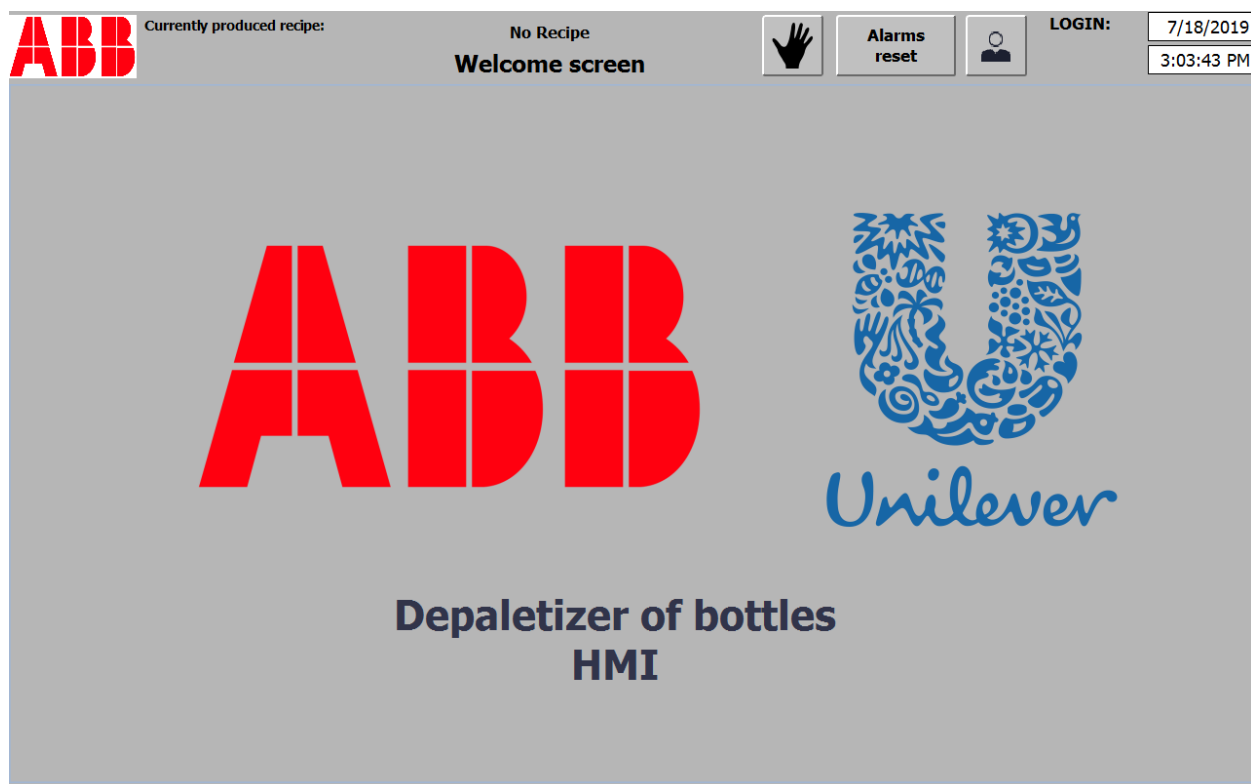 ABB
Currently produced recipe:
No Recipe
Welcome screen
Alarms
reset
LOGIN:
7/18/2019
3:03:43 PM
ABB
Unilever
Depaletizer of bottles
HMI